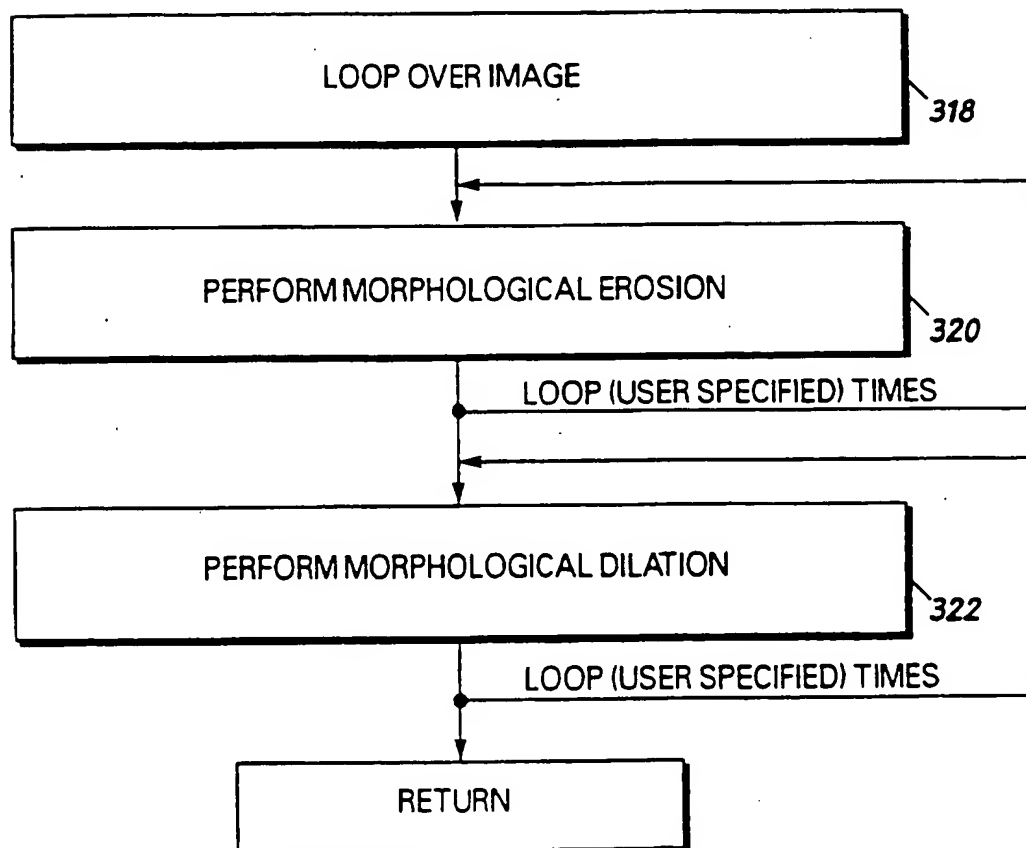 LOOP OVER IMAGE
318
PERFORM MORPHOLOGICAL EROSION
320
LOOP (USER SPECIFIED) TIMES
PERFORM MORPHOLOGICAL DILATION
322
LOOP (USER SPECIFIED) TIMES
RETURN